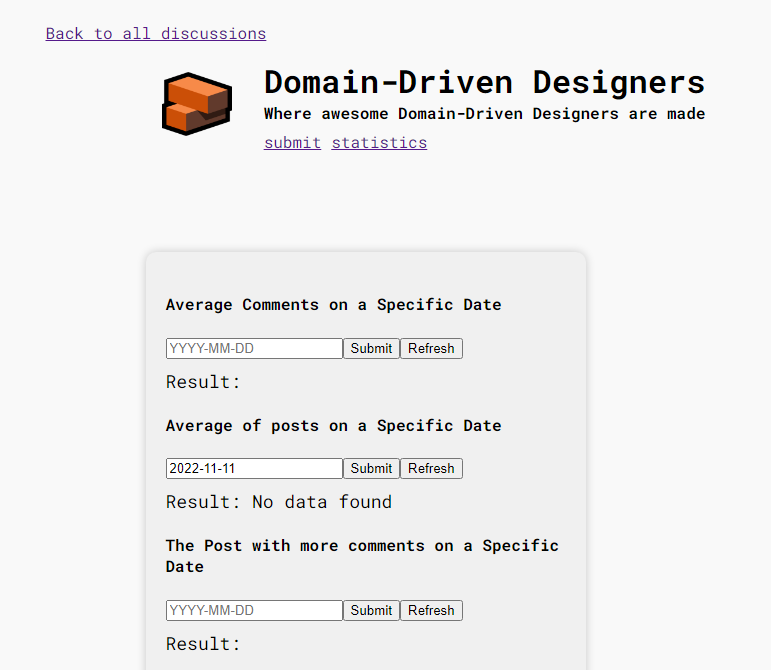 Back to all discussions
Domain-Driven Designers
Where awesome Domain-Driven Designers are made
submit statistics
Average Comments on a Specific Date
YYYY-MM-DD Submit Refresh
Result:
Average of posts on a Specific Date
2022-11-11 Submit Refresh
Result: No data found
The Post with more comments on a Specific
Date
YYYY-MM-DD Submit Refresh
Result: